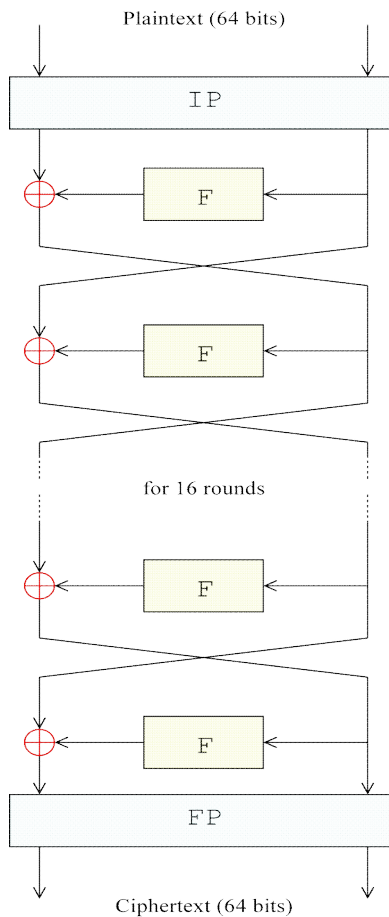 Plaintext (64 bits)
IP
F
F
for 16 rounds
F
F
FP
Ciphertext (64 bits)